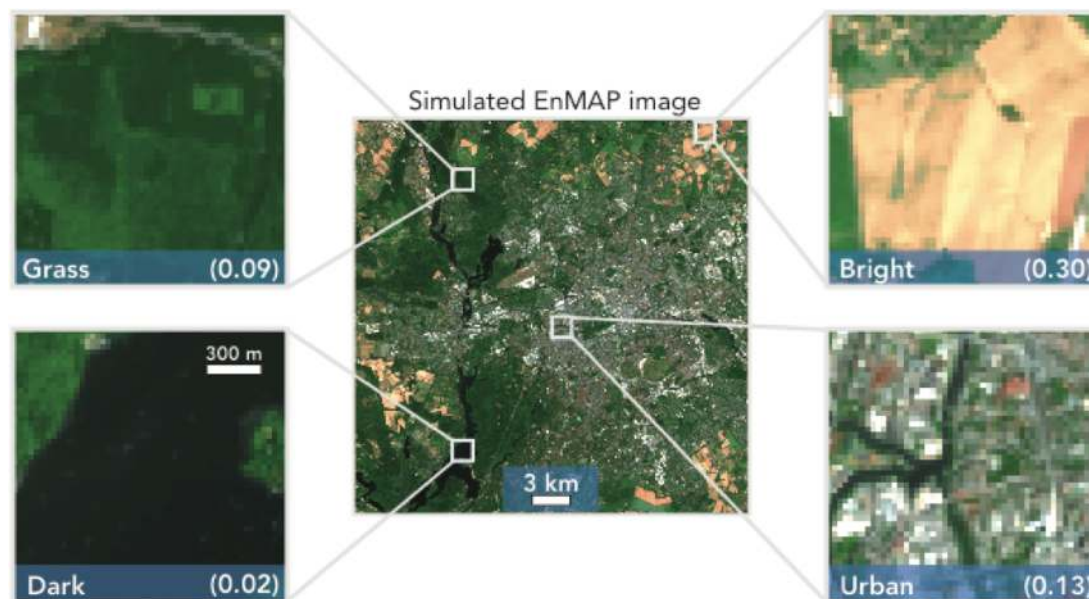 Simulated EnMAP image
Grass (0.09)
Bright (0.30)
300 m
3 km
Dark (0.02)
Urban (0.13)